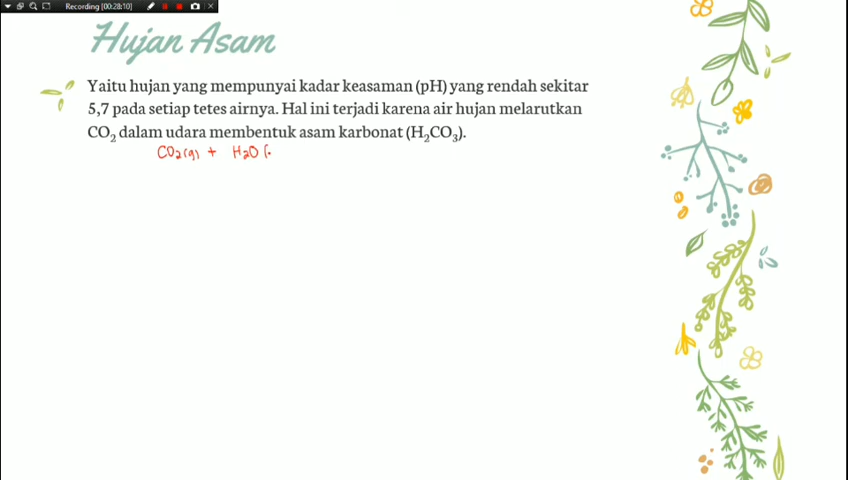 Recording [00:28:10]
Hujan Asam
Yaitu hujan yang mempunyai kadar keasaman (pH) yang rendah sekitar
5,7 pada setiap tetes airnya. Hal ini terjadi karena air hujan melarutkan
CO₂ dalam udara membentuk asam karbonat (H₂CO₃).
CO₂(g) + H₂O (